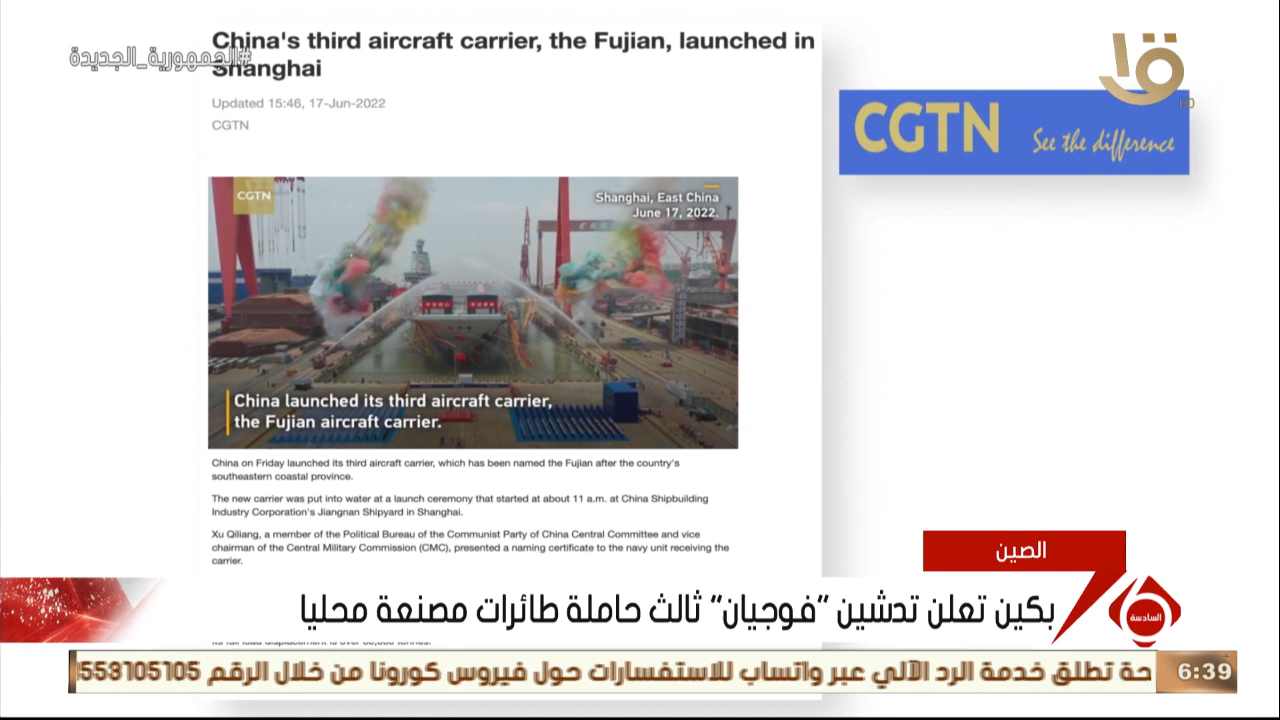 #الجمهورية_الجديدة
China's third aircraft carrier, the Fujian, launched in
Shanghai
Updated 15:46, 17-Jun-2022
CGTN
HD
CGTN See the difference
CGTN
Shanghai, East China
June 17, 2022.
China launched its third aircraft carrier,
the Fujian aircraft carrier.
China on Friday launched its third aircraft carrier, which has been named the Fujian after the country's
southeastern coastal province.
The new carrier was put into water at a launch ceremony that started at about 11 a.m. at China Shipbuilding
Industry Corporation's Jiangnan Shipyard in Shanghai.
Xu Qiliang, a member of the Political Bureau of the Communist Party of China Central Committee and vice
chairman of the Central Military Commission (CMC), presented a naming certificate to the navy unit receiving the
carrier.
الصين
بكين تعلن تدشين “فوجيان” ثالث حاملة طائرات مصنعة محليا
السادسة
حة تطلق خدمة الرد الآلي عبر واتساب للاستفسارات حول فيروس كورونا من خلال الرقم 553105105
6:39